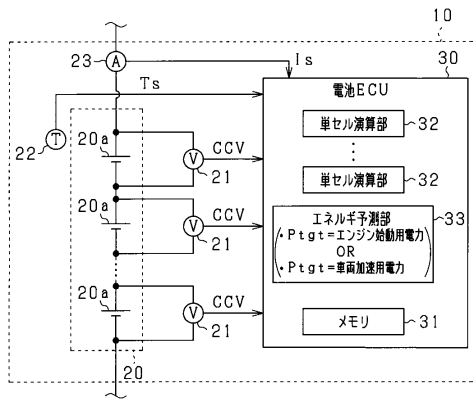 10
23
A
Is
30
Ts
電池ECU
22
T
20a
V
CCV
21
単セル演算部
32
単セル演算部
32
20a
V
CCV
21
エネルギ予測部
33
・Ptgt=エンジン始動用電力
OR
・Ptgt=車両加速用電力
20a
V
CCV
21
メモリ
31
20